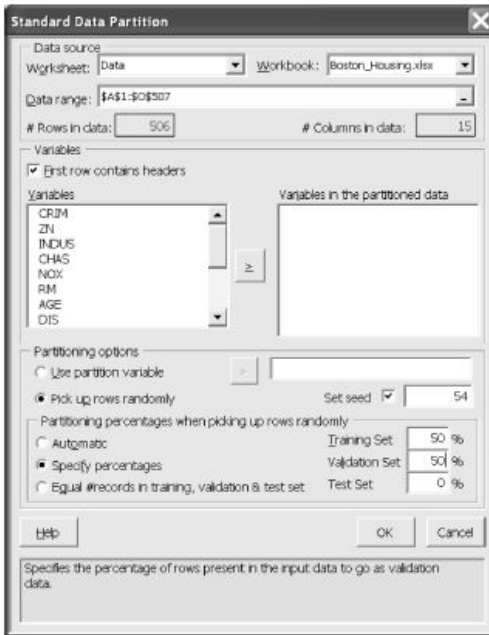 Standard Data Partition
Data source
Worksheet: Data Workbook: Boston_Housing.xlsx
Data range: $A$1:$O$507
# Rows in data: 506 # Columns in data: 15
Variables
First row contains headers
Variables Variables in the partitioned data
CRIM
ZN
INDUS
CHAS
NOX
RM
AGE
DIS
≥
Partitioning options
Use partition variable >
Pick up rows randomly Set seed 54
Partitioning percentages when picking up rows randomly
Automatic Training Set 50 %
Specify percentages Validation Set 50 %
Equal #records in training, validation & test set Test Set 0 %
Help OK Cancel
Specifies the percentage of rows present in the input data to go as validation
data.